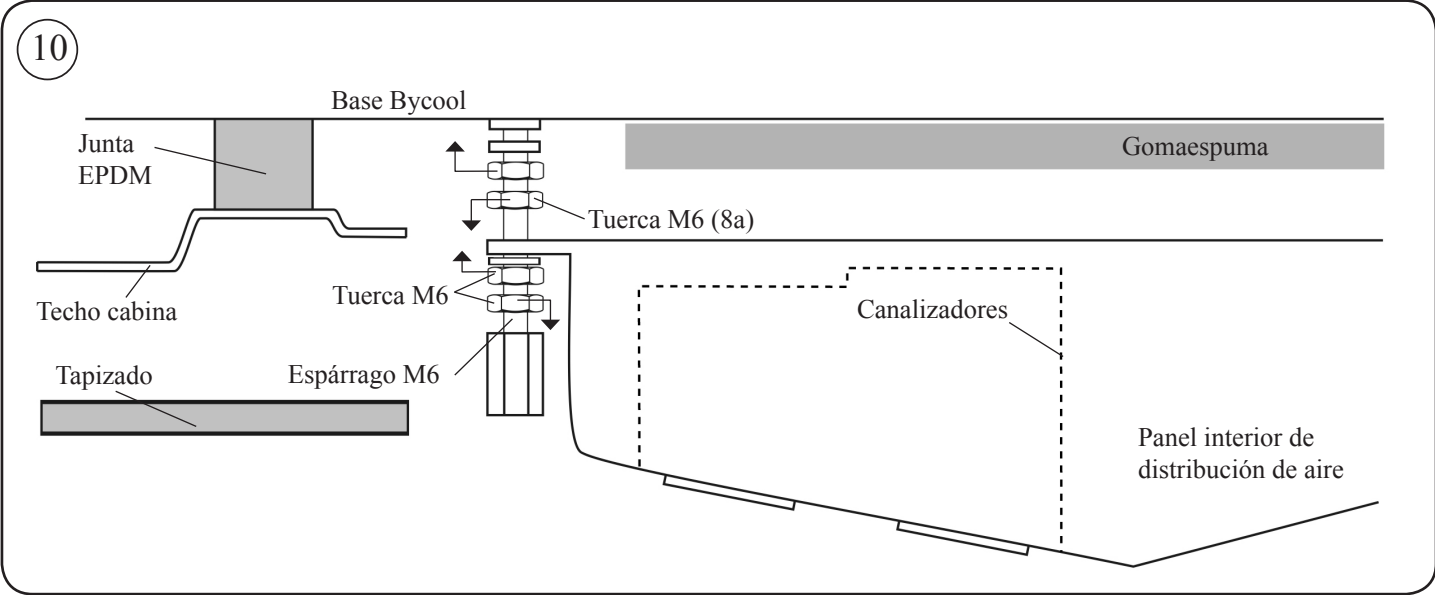 10
Base Bycool
Junta
EPDM
Gomaespuma
Tuerca M6 (8a)
Techo cabina
Tuerca M6
Canalizadores
Tapizado
Espárrago M6
Panel interior de
distribución de aire